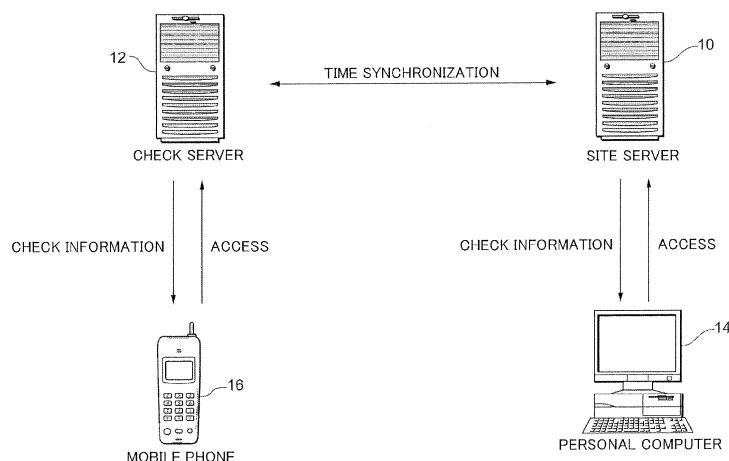 12
10
TIME SYNCHRONIZATION
CHECK SERVER
SITE SERVER
CHECK INFORMATION
ACCESS
CHECK INFORMATION
ACCESS
14
16
MOBILE PHONE
PERSONAL COMPUTER